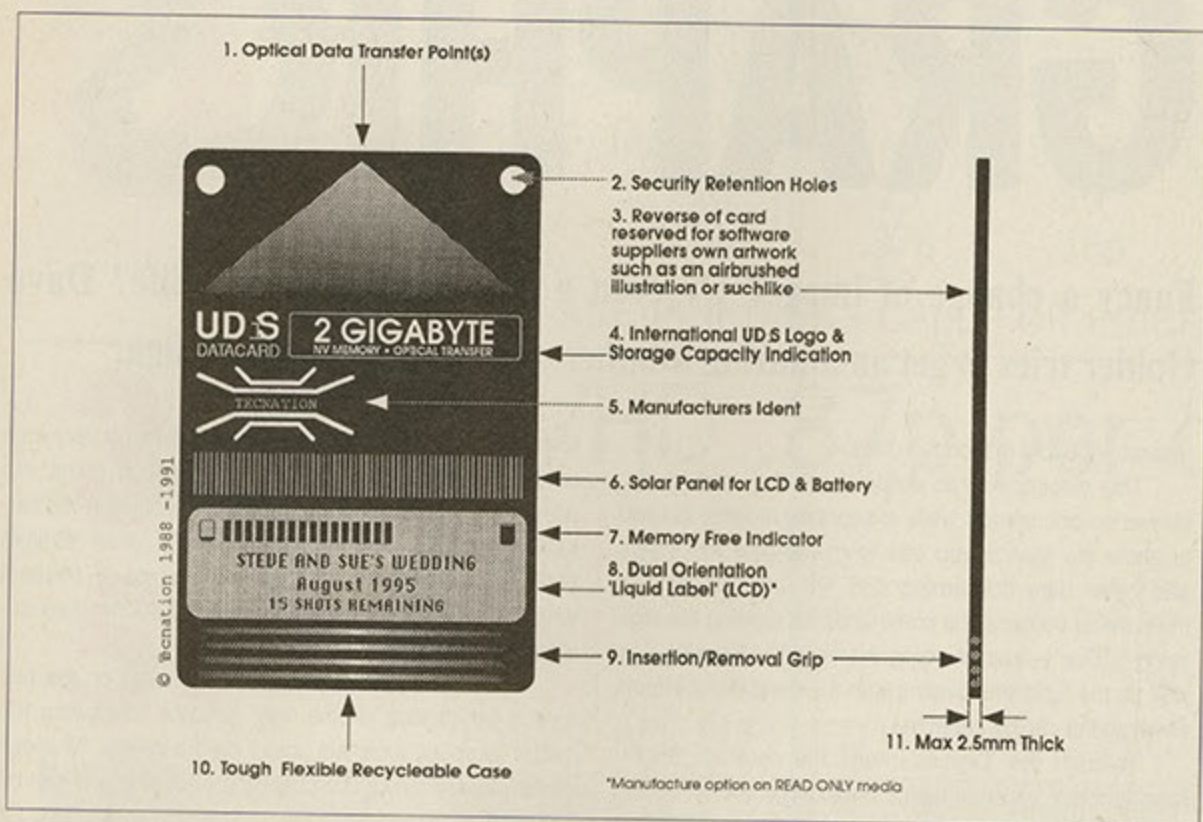 1. Optical Data Transfer Point(s)
2. Security Retention Holes
3. Reverse of card
reserved for software
suppliers own artwork
such as an airbrushed
illustration or suchlike
UDiS
DATACARD
2 GIGABYTE
NV MEMORY • OPTICAL TRANSFER
4. International UDiS Logo &
Storage Capacity Indication
TECNATION
5. Manufacturers Ident
6. Solar Panel for LCD & Battery
7. Memory Free Indicator
STEVE AND SUE'S WEDDING
August 1995
15 SHOTS REMAINING
8. Dual Orientation
'Liquid Label' (LCD)*
9. Insertion/Removal Grip
© Tecnation 1988 -1991
10. Tough Flexible Recycleable Case
11. Max 2.5mm Thick
*Manufacture option on READ ONLY media